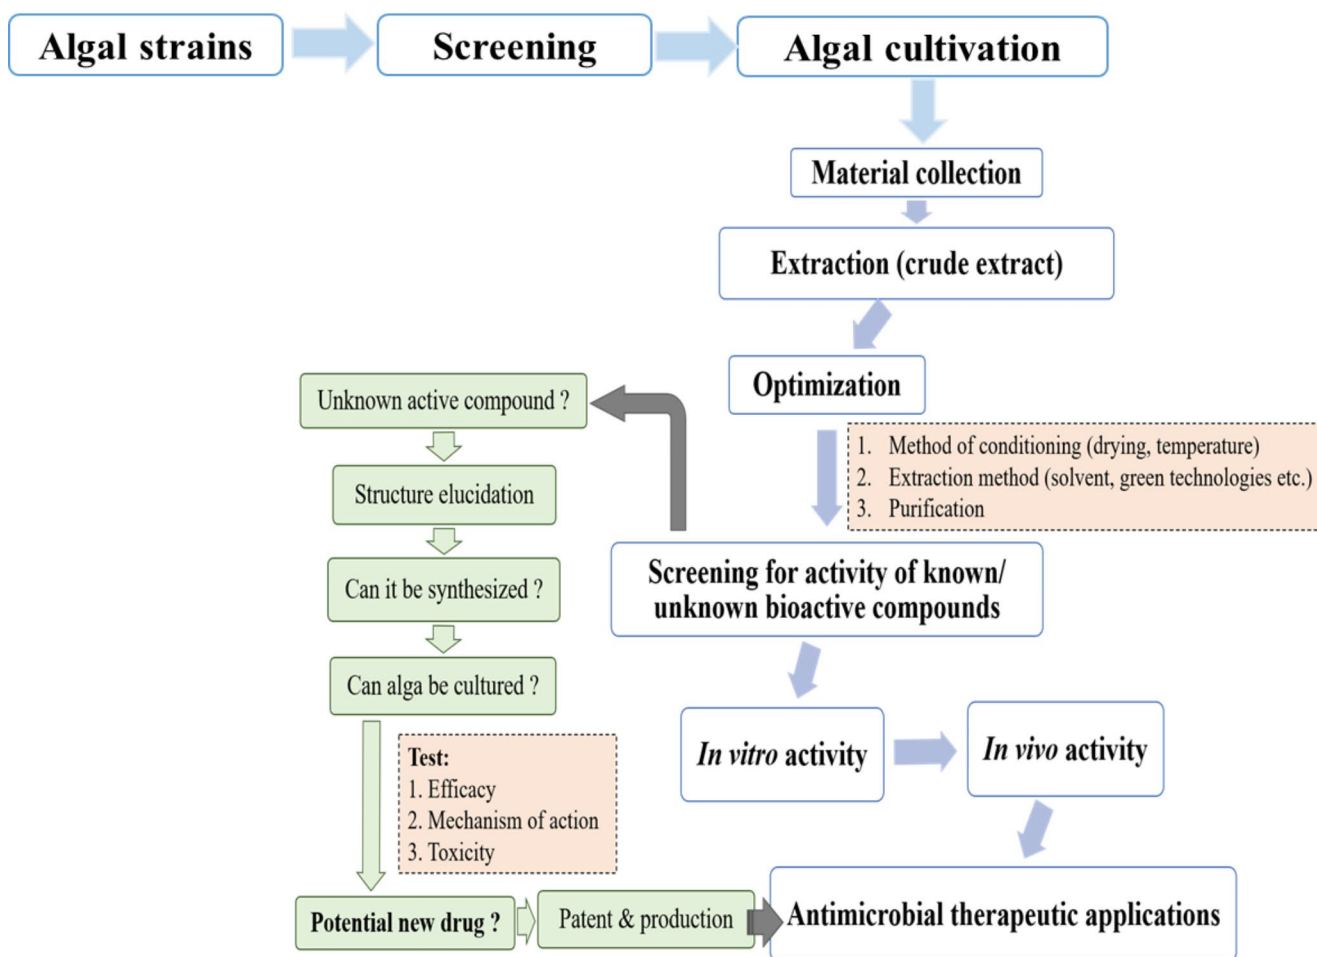 Algal strains
Screening
Algal cultivation
Material collection
Extraction (crude extract)
Optimization
1. Method of conditioning (drying, temperature)
2. Extraction method (solvent, green technologies etc.)
3. Purification
Screening for activity of known/
unknown bioactive compounds
Unknown active compound ?
Structure elucidation
Can it be synthesized ?
Can alga be cultured ?
Test:
1. Efficacy
2. Mechanism of action
3. Toxicity
In vitro activity
In vivo activity
Potential new drug ?
Patent & production
Antimicrobial therapeutic applications